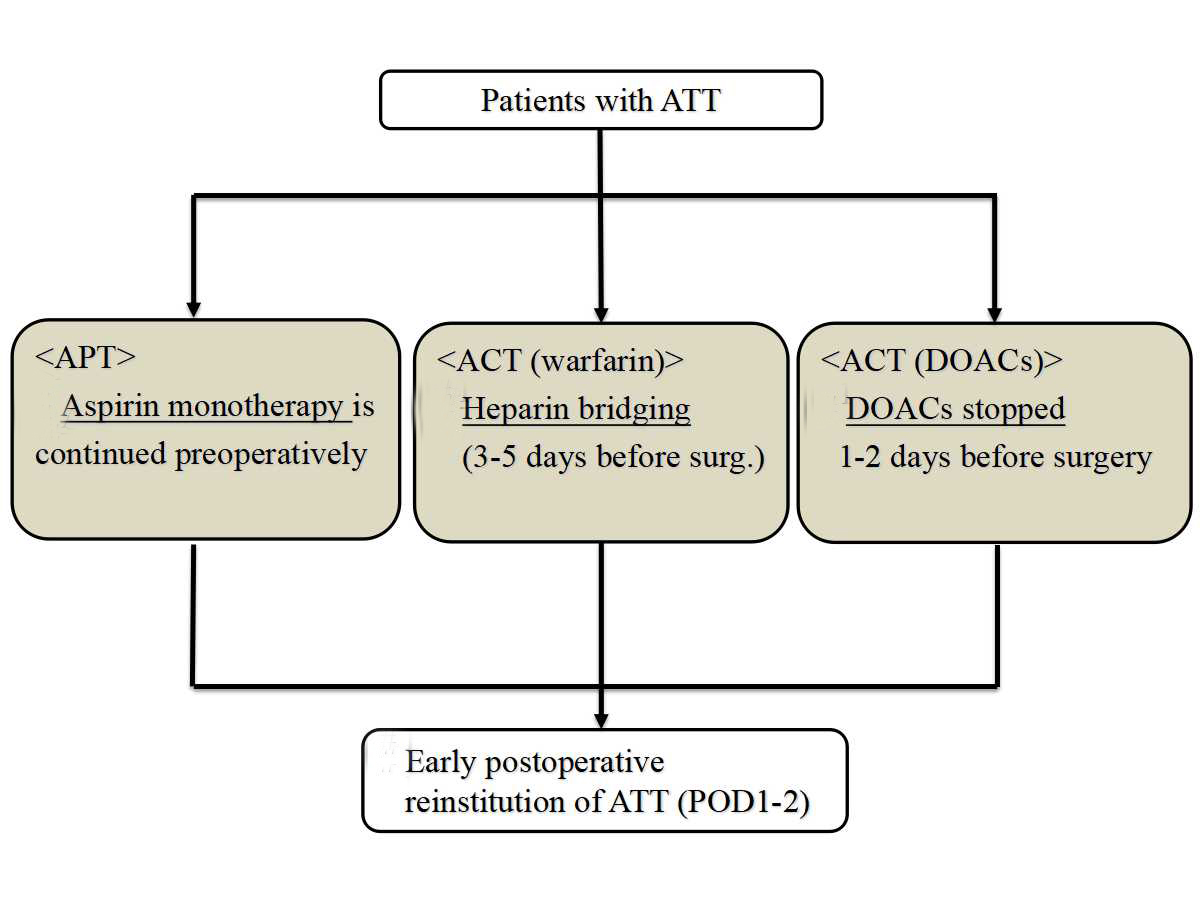 Patients with ATT
<APT>
Aspirin monotherapy is
continued preoperatively
<ACT (warfarin)>
Heparin bridging
(3-5 days before surg.)
<ACT (DOACs)>
DOACs stopped
1-2 days before surgery
Early postoperative
reinstitution of ATT (POD1-2)